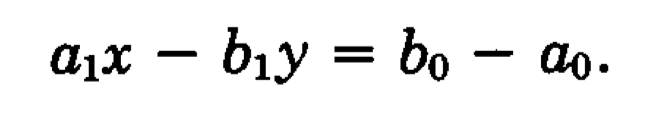 a₁x − b₁y = b₀ − a₀.